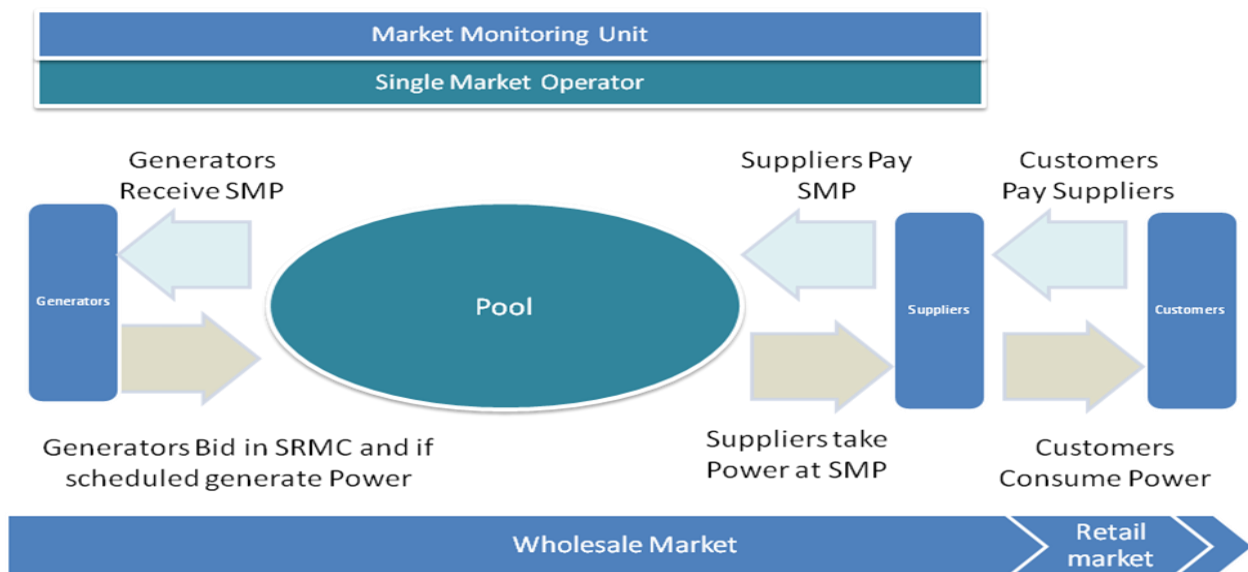 Market Monitoring Unit
Single Market Operator
Generators
Receive SMP
Suppliers Pay
SMP
Customers
Pay Suppliers
Generators
Pool
Suppliers
Customers
Generators Bid in SRMC and if
scheduled generate Power
Suppliers take
Power at SMP
Customers
Consume Power
Wholesale Market
Retail
market